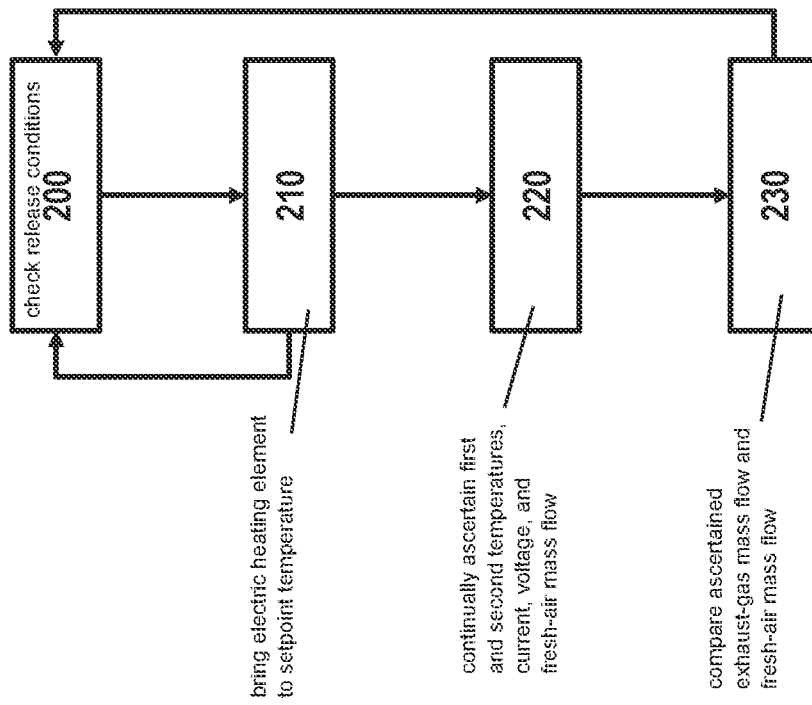 check release conditions
200
210
bring electric heating element
to setpoint temperature
220
continually ascertain first
and second temperatures,
current, voltage, and
fresh-air mass flow
230
compare ascertained
exhaust-gas mass flow and
fresh-air mass flow